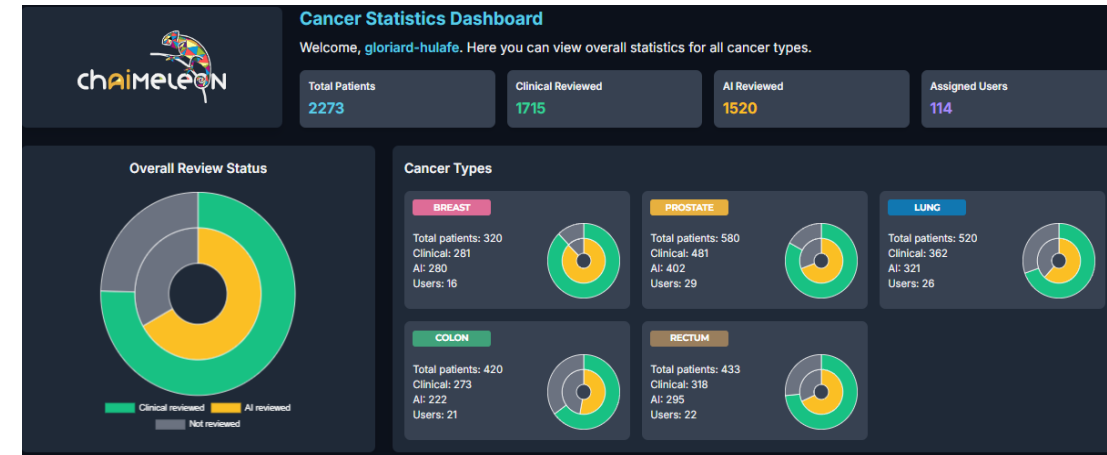 chaimeleon
Cancer Statistics Dashboard
Welcome, gloriard-hulafe. Here you can view overall statistics for all cancer types.
Total Patients
2273
Clinical Reviewed
1715
AI Reviewed
1520
Assigned Users
114
Overall Review Status
Clinical reviewed
AI reviewed
Not reviewed
Cancer Types
BREAST
Total patients: 320
Clinical: 281
AI: 280
Users: 16
PROSTATE
Total patients: 580
Clinical: 481
AI: 402
Users: 29
LUNG
Total patients: 520
Clinical: 362
AI: 321
Users: 26
COLON
Total patients: 420
Clinical: 273
AI: 222
Users: 21
RECTUM
Total patients: 433
Clinical: 318
AI: 295
Users: 22